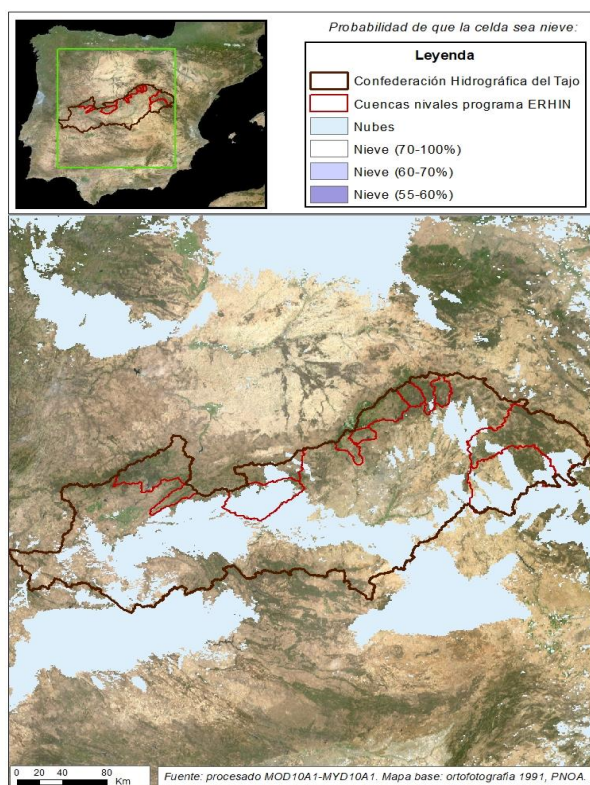 Probabilidad de que la celda sea nieve:
Leyenda
Confederación Hidrográfica del Tajo
Cuencas nivales programa ERHIN
Nubes
Nieve (70-100%)
Nieve (60-70%)
Nieve (55-60%)
0 20 40 80
Km
Fuente: procesado MOD10A1-MYD10A1. Mapa base: ortofotografía 1991, PNOA.